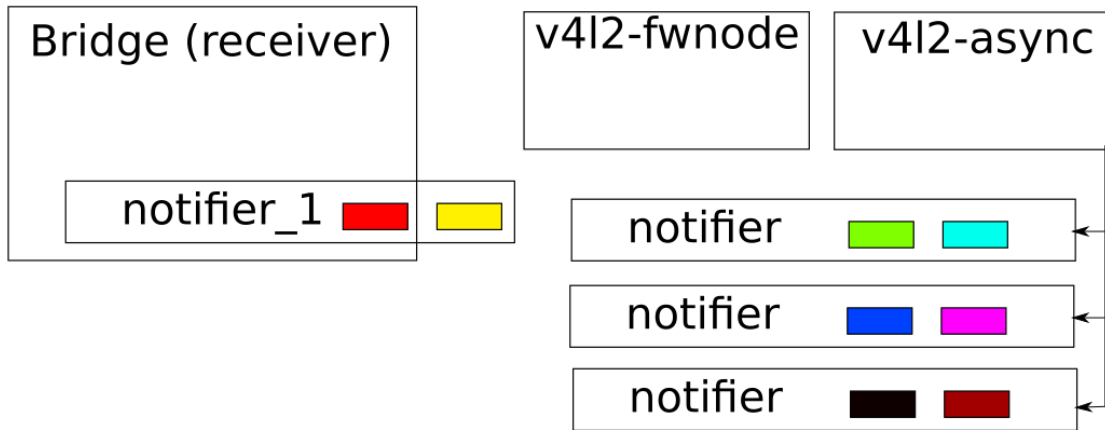 Bridge (receiver)
v4l2-fwnode
v4l2-async
notifier_1
notifier
notifier
notifier